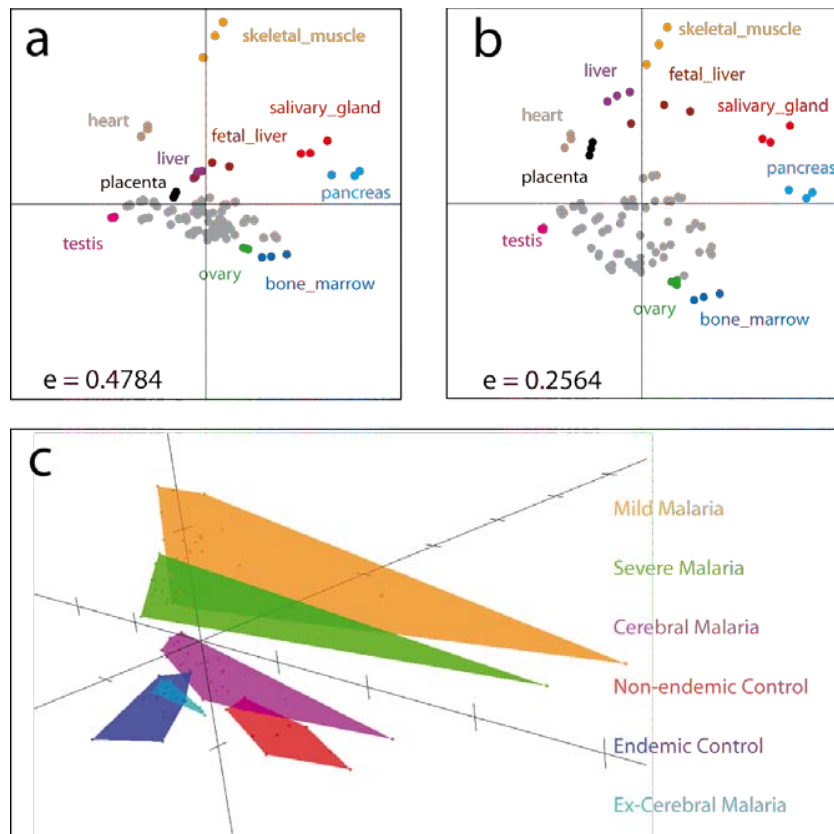 a
skeletal_muscle
heart
salivary_gland
fetal_liver
liver
placenta
pancreas
testis
ovary
bone_marrow
e = 0.4784
b
skeletal_muscle
liver
fetal_liver
heart
salivary_gland
placenta
pancreas
testis
ovary
bone_marrow
e = 0.2564
c
Mild Malaria
Severe Malaria
Cerebral Malaria
Non-endemic Control
Endemic Control
Ex-Cerebral Malaria